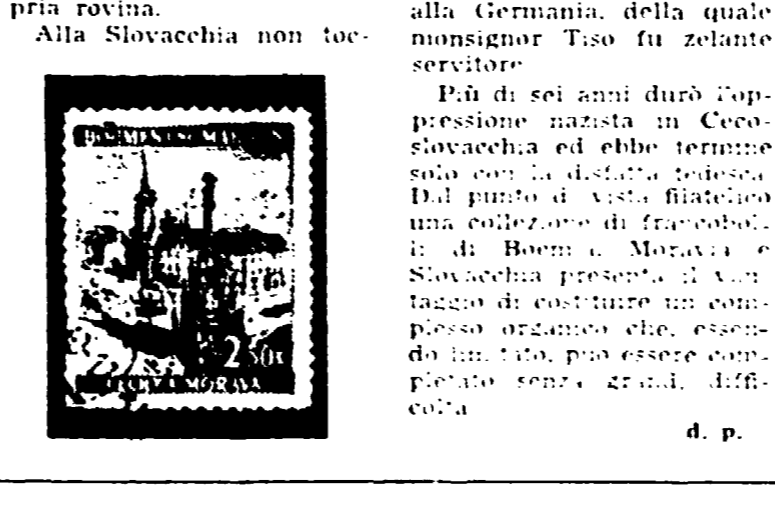 pria rovina.
Alla Slovacchia non toc-
2 50
MORAVA
alla Germania, della quale
monsignor Tiso fu zelante
servitore
Più di sei anni durò l'op-
pressione nazista in Ceco-
slovacchia ed ebbe termine
solo con la disfatta tedesca
Dal punto di vista filatelico
una collezione di francobol-
li di Boemia Moravia e
Slovacchia presenta il van-
taggio di costituire un com-
plesso organico che, essen-
do limitato, può essere com-
pletato senza grandi diffi-
coltà
d. p.